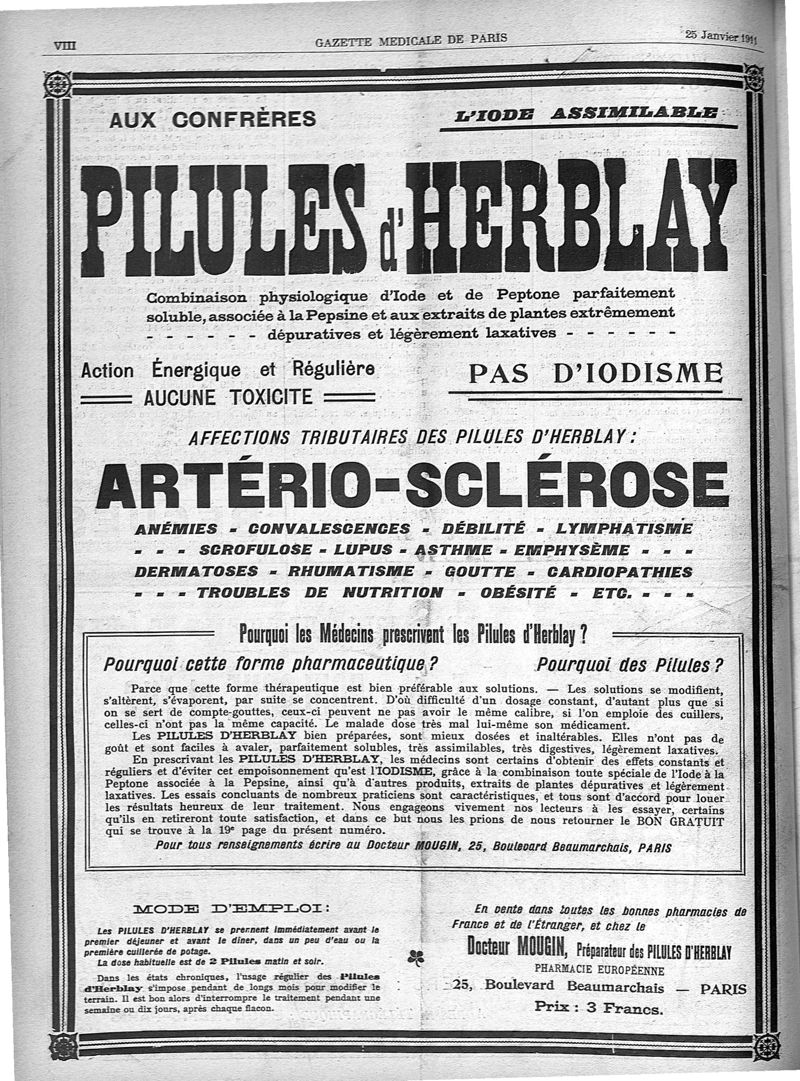 VIII
GAZETTE MEDICALE DE PARIS
25 Janvier 1911
AUX CONFRÈRES
L'IODE ASSIMILABLE
PILULES d'HERBLAY
Combinaison physiologique d'Iode et de Peptone parfaitement
soluble, associée à la Pepsine et aux extraits de plantes extrêmement
- - - - - - dépuratives et légèrement laxatives - - - - - -
Action Énergique et Régulière
AUCUNE TOXICITE
PAS D'IODISME
AFFECTIONS TRIBUTAIRES DES PILULES D'HERBLAY :
ARTÉRIO-SCLÉROSE
ANÉMIES - CONVALESCENCES - DÉBILITÉ - LYMPHATISME
- - - SCROFULOSE - LUPUS - ASTHME - EMPHYSÈME - - -
DERMATOSES - RHUMATISME - GOUTTE - CARDIOPATHIES
- - - TROUBLES DE NUTRITION - OBÉSITÉ - ETC. - - -
Pourquoi les Médecins prescrivent les Pilules d'Herblay ?
Pourquoi cette forme pharmaceutique ?
Pourquoi des Pilules ?
Parce que cette forme thérapeutique est bien préférable aux solutions. — Les solutions se modifient,
s'altèrent, s'évaporent, par suite se concentrent. D'où difficulté d'un dosage constant, d'autant plus que si
on se sert de compte-gouttes, ceux-ci peuvent ne pas avoir le même calibre, si l'on emploie des cuillers,
celles-ci n'ont pas la même capacité. Le malade dose très mal lui-même son médicament.
Les PILULES D'HERBLAY bien préparées, sont mieux dosées et inaltérables. Elles n'ont pas de
goût et sont faciles à avaler, parfaitement solubles, très assimilables, très digestives, légèrement laxatives.
En prescrivant les PILULES D'HERBLAY, les médecins sont certains d'obtenir des effets constants et
réguliers et d'éviter cet empoisonnement qu'est l'IODISME, grâce à la combinaison toute spéciale de l'Iode à la
Peptone associée à la Pepsine, ainsi qu'à d'autres produits, extraits de plantes dépuratives et légèrement
laxatives. Les essais concluants de nombreux praticiens sont caractéristiques, et tous sont d'accord pour louer
les résultats heureux de leur traitement. Nous engageons vivement nos lecteurs à les essayer, certains
qu'ils en retireront toute satisfaction, et dans ce but nous les prions de nous retourner le BON GRATUIT
qui se trouve à la 19e page du présent numéro.
Pour tous renseignements écrire au Docteur MOUGIN, 25, Boulevard Beaumarchais, PARIS
MODE D'EMPLOI :
Les PILULES D'HERBLAY se prennent immédiatement avant le
premier déjeuner et avant le dîner, dans un peu d'eau ou la
première cuillerée de potage.
La dose habituelle est de 2 Pilules matin et soir.
Dans les états chroniques, l'usage régulier des Pilules
d'Herblay s'impose pendant de longs mois pour modifier le
terrain. Il est bon alors d'interrompre le traitement pendant une
semaine ou dix jours, après chaque flacon.
En vente dans toutes les bonnes pharmacies de
France et de l'Étranger, et chez le
Docteur MOUGIN, Préparateur des PILULES D'HERBLAY
PHARMACIE EUROPÉENNE
25, Boulevard Beaumarchais — PARIS
Prix : 3 Francs.